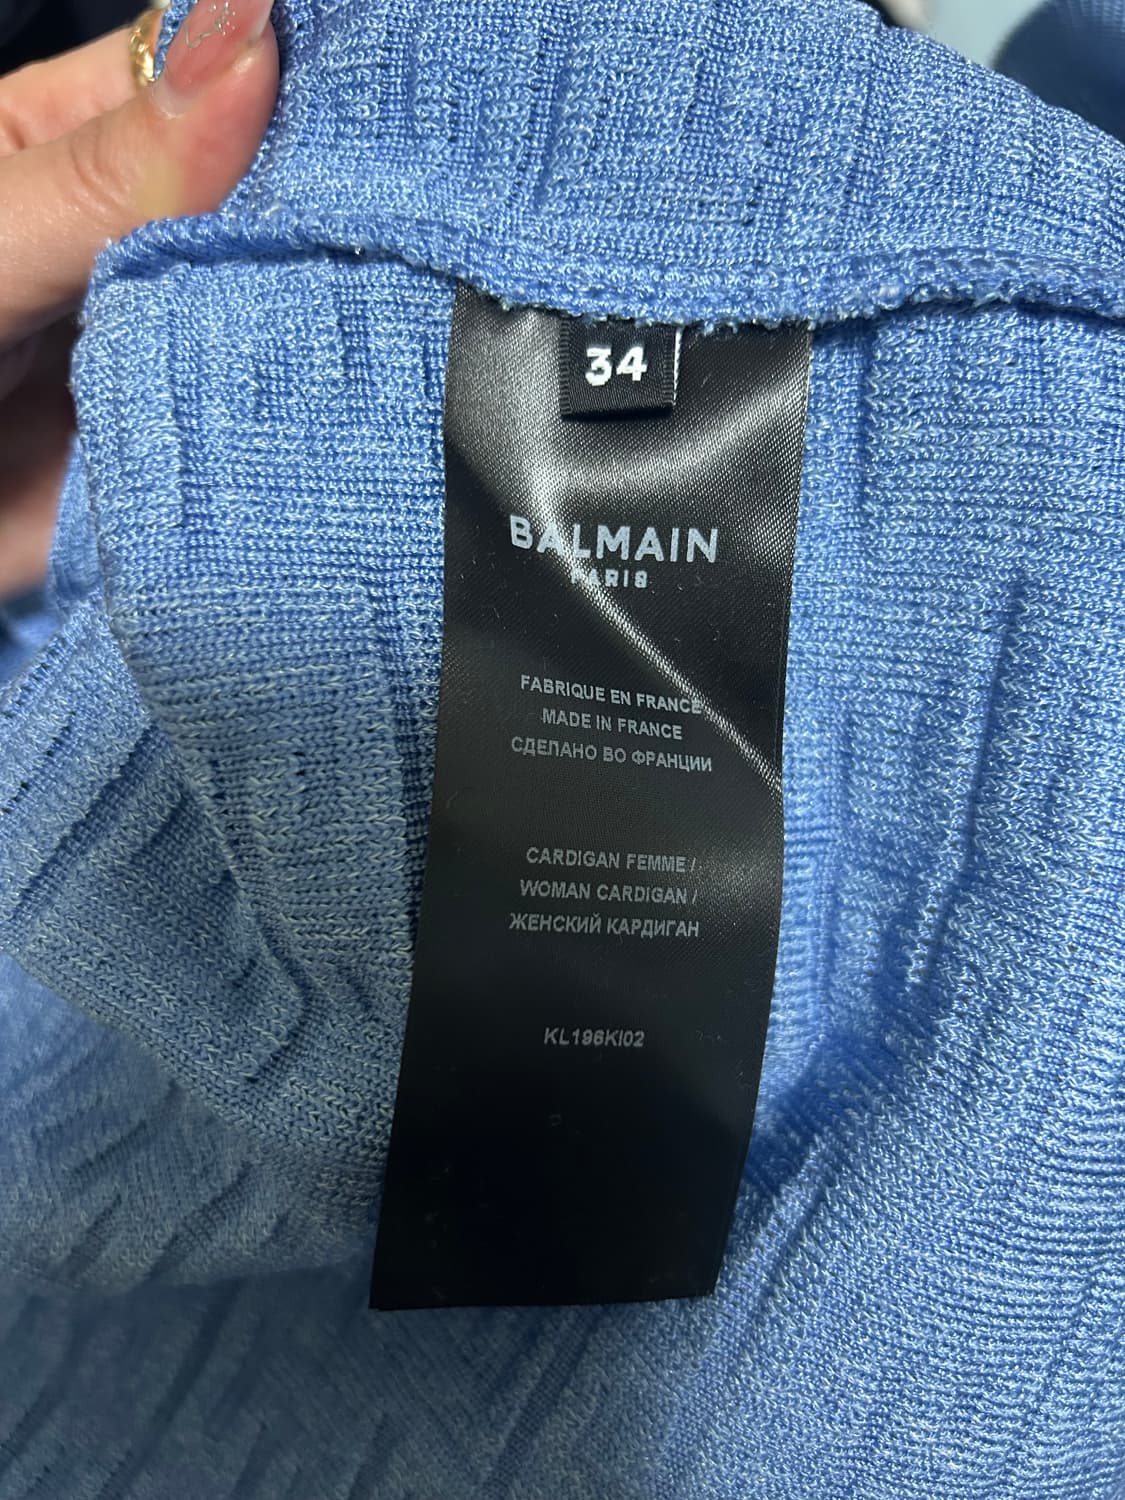 34
BALMAIN
PARIS
FABRIQUE EN FRANCE
MADE IN FRANCE
СДЕЛАНО ВО ФРАНЦИИ
CARDIGAN FEMME /
WOMAN CARDIGAN /
ЖЕНСКИЙ КАРДИГАН
KL196KI02